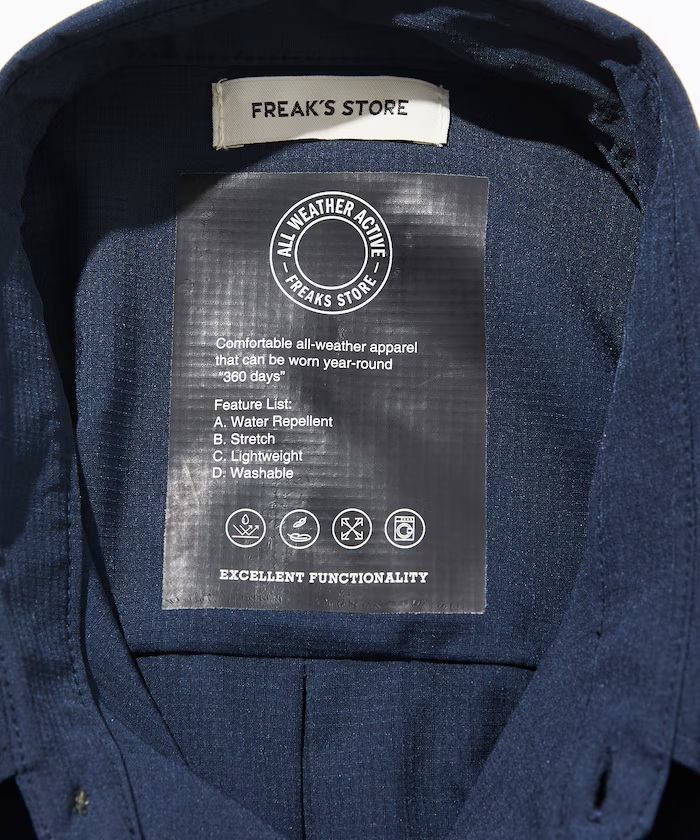 FREAK'S STORE
ALL WEATHER ACTIVE
— FREAKS STORE —
Comfortable all-weather apparel
that can be worn year-round
"360 days"
Feature List:
A. Water Repellent
B. Stretch
C. Lightweight
D. Washable
EXCELLENT FUNCTIONALITY